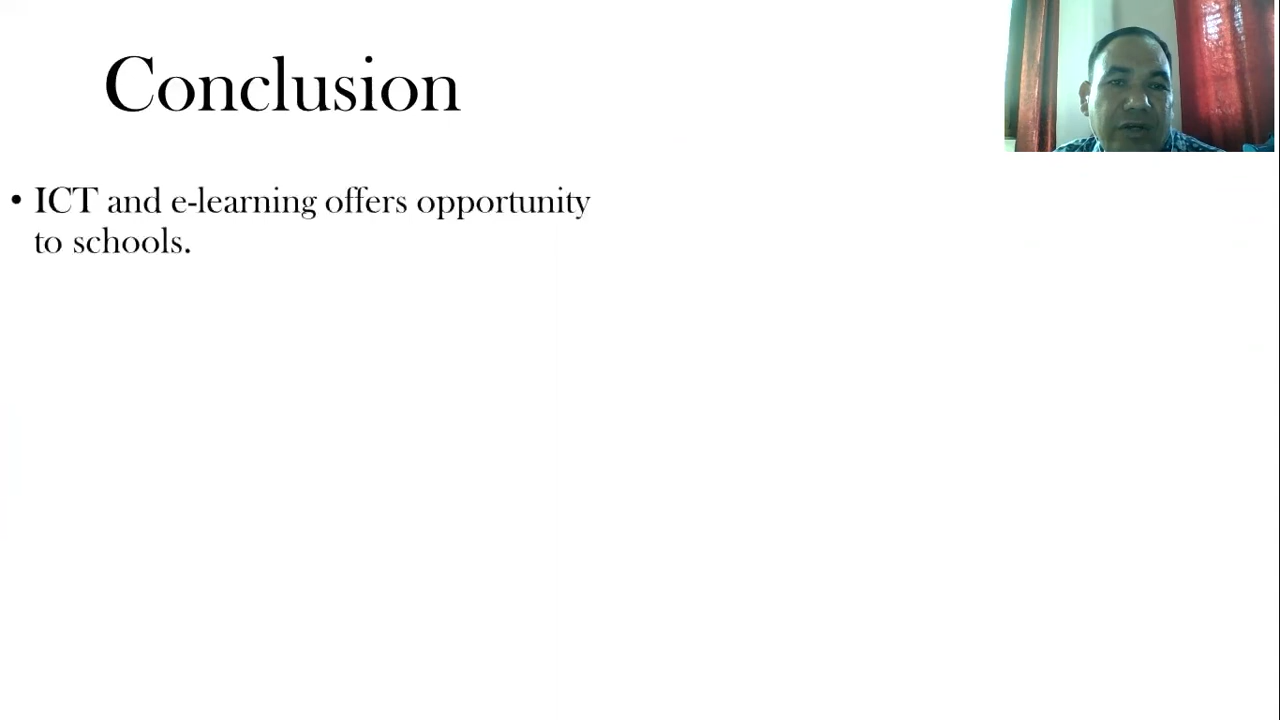 Conclusion
• ICT and e-learning offers opportunity
to schools.